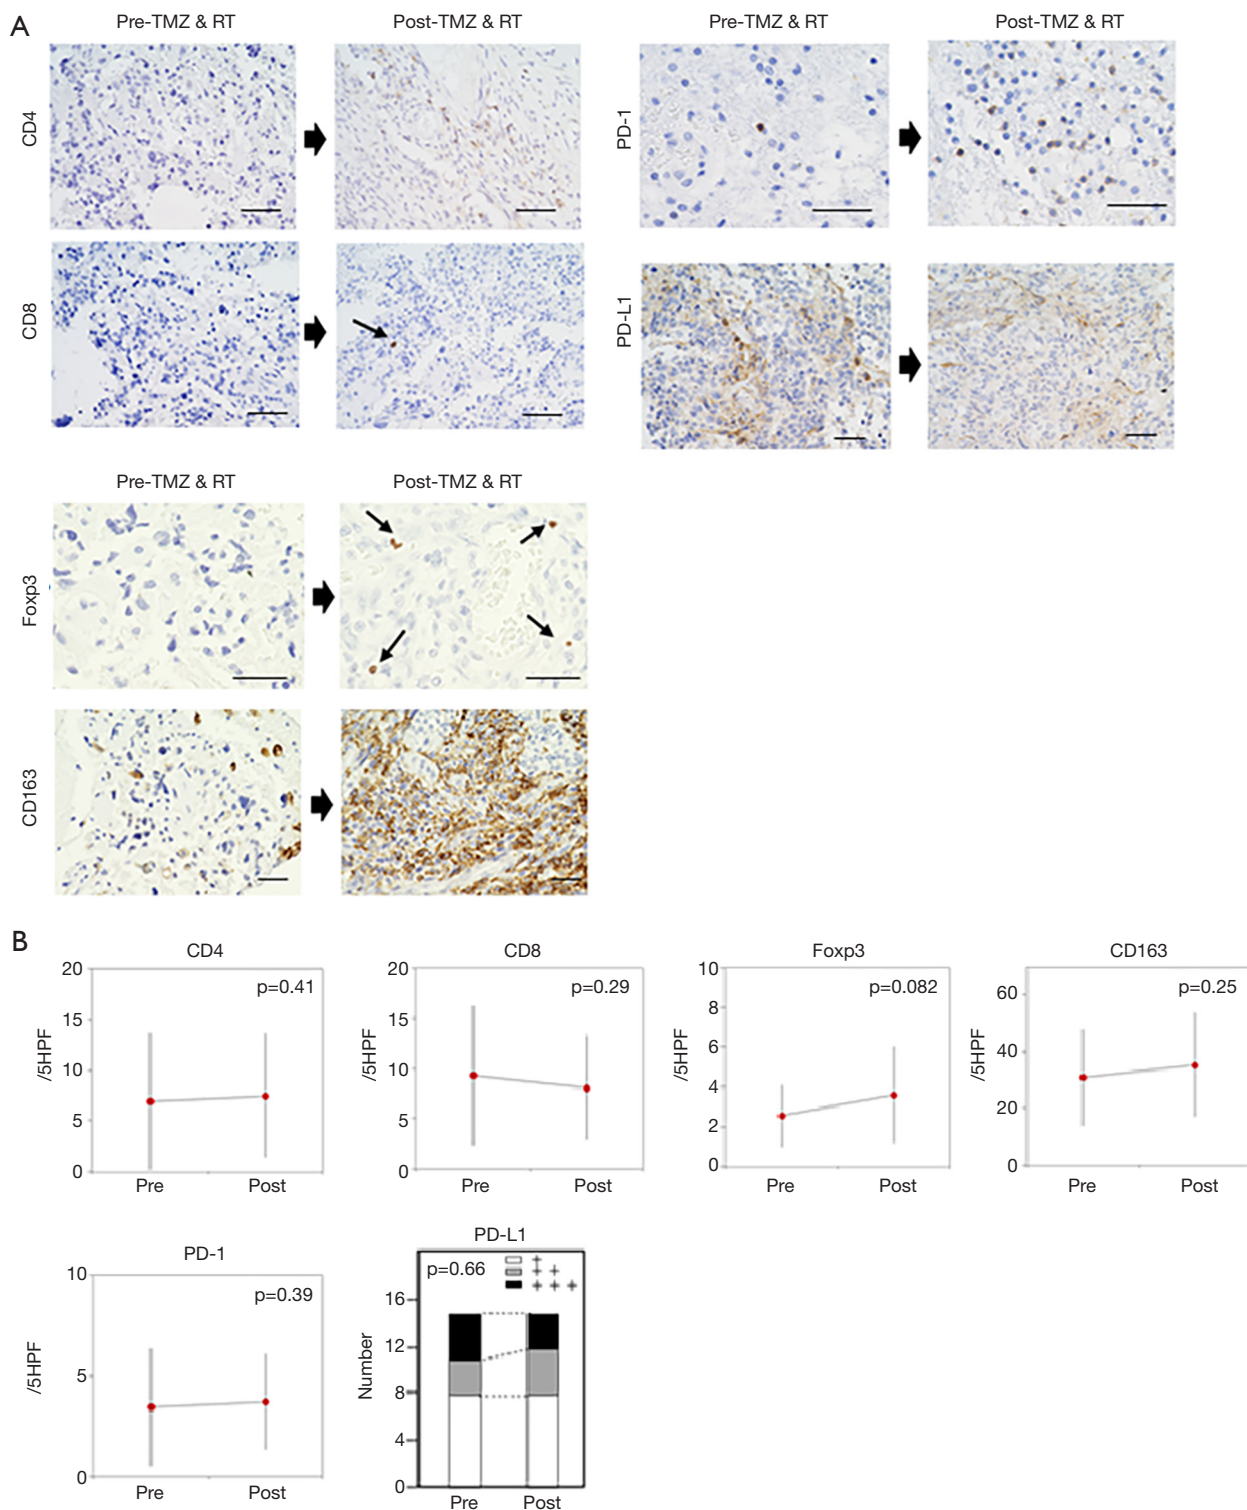 A
Pre-TMZ & RT
Post-TMZ & RT
Pre-TMZ & RT
Post-TMZ & RT
CD4
PD-1
CD8
PD-L1
Pre-TMZ & RT
Post-TMZ & RT
Foxp3
CD163
B
CD4
20
15
10
5
0
/5HPF
p=0.41
Pre
Post
CD8
20
15
10
5
0
/5HPF
p=0.29
Pre
Post
Foxp3
10
8
6
4
2
0
/5HPF
p=0.082
Pre
Post
CD163
60
40
20
0
/5HPF
p=0.25
Pre
Post
PD-1
10
5
0
/5HPF
p=0.39
Pre
Post
PD-L1
p=0.66
+
+ +
+ + +
16
12
8
4
0
Number
Pre
Post